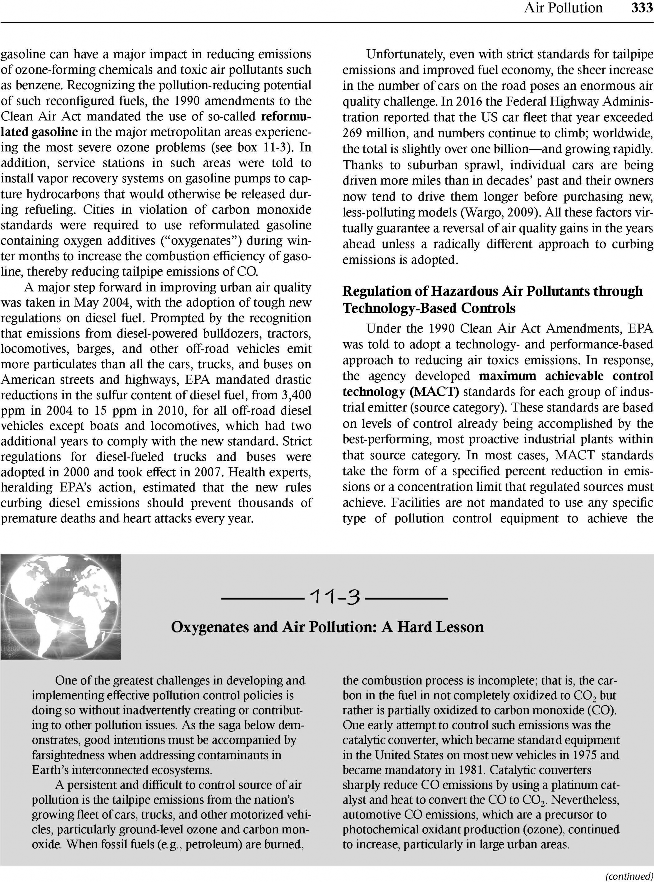 Air Pollution 333
gasoline can have a major impact in reducing emissions
of ozone-forming chemicals and toxic air pollutants such
as benzene. Recognizing the pollution-reducing potential
of such reconfigured fuels, the 1990 amendments to the
Clean Air Act mandated the use of so-called reformu-
lated gasoline in the major metropolitan areas experienc-
ing the most severe ozone problems (see box 11-3). In
addition, service stations in such areas were told to
install vapor recovery systems on gasoline pumps to cap-
ture hydrocarbons that would otherwise be released dur-
ing refueling. Cities in violation of carbon monoxide
standards were required to use reformulated gasoline
containing oxygen additives (“oxygenates”) during win-
ter months to increase the combustion efficiency of gaso-
line, thereby reducing tailpipe emissions of CO.
A major step forward in improving urban air quality
was taken in May 2004, with the adoption of tough new
regulations on diesel fuel. Prompted by the recognition
that emissions from diesel-powered bulldozers, tractors,
locomotives, barges, and other off-road vehicles emit
more particulates than all the cars, trucks, and buses on
American streets and highways, EPA mandated drastic
reductions in the sulfur content of diesel fuel, from 3,400
ppm in 2004 to 15 ppm in 2010, for all off-road diesel
vehicles except boats and locomotives, which had two
additional years to comply with the new standard. Strict
regulations for diesel-fueled trucks and buses were
adopted in 2000 and took effect in 2007. Health experts,
heralding EPA’s action, estimated that the new rules
curbing diesel emissions should prevent thousands of
premature deaths and heart attacks every year.
Unfortunately, even with strict standards for tailpipe
emissions and improved fuel economy, the sheer increase
in the number of cars on the road poses an enormous air
quality challenge. In 2016 the Federal Highway Adminis-
tration reported that the US car fleet that year exceeded
269 million, and numbers continue to climb; worldwide,
the total is slightly over one billion—and growing rapidly.
Thanks to suburban sprawl, individual cars are being
driven more miles than in decades’ past and their owners
now tend to drive them longer before purchasing new,
less-polluting models (Wargo, 2009). All these factors vir-
tually guarantee a reversal of air quality gains in the years
ahead unless a radically different approach to curbing
emissions is adopted.
Regulation of Hazardous Air Pollutants through
Technology-Based Controls
Under the 1990 Clean Air Act Amendments, EPA
was told to adopt a technology- and performance-based
approach to reducing air toxics emissions. In response,
the agency developed maximum achievable control
technology (MACT) standards for each group of indus-
trial emitter (source category). These standards are based
on levels of control already being accomplished by the
best-performing, most proactive industrial plants within
that source category. In most cases, MACT standards
take the form of a specified percent reduction in emis-
sions or a concentration limit that regulated sources must
achieve. Facilities are not mandated to use any specific
type of pollution control equipment to achieve the
11-3
Oxygenates and Air Pollution: A Hard Lesson
One of the greatest challenges in developing and
implementing effective pollution control policies is
doing so without inadvertently creating or contribut-
ing to other pollution issues. As the saga below dem-
onstrates, good intentions must be accompanied by
farsightedness when addressing contaminants in
Earth’s interconnected ecosystems.
A persistent and difficult to control source of air
pollution is the tailpipe emissions from the nation’s
growing fleet of cars, trucks, and other motorized vehi-
cles, particularly ground-level ozone and carbon mon-
oxide. When fossil fuels (e.g., petroleum) are burned,
the combustion process is incomplete; that is, the car-
bon in the fuel in not completely oxidized to CO₂ but
rather is partially oxidized to carbon monoxide (CO).
One early attempt to control such emissions was the
catalytic converter, which became standard equipment
in the United States on most new vehicles in 1975 and
became mandatory in 1981. Catalytic converters
sharply reduce CO emissions by using a platinum cat-
alyst and heat to convert the CO to CO₂. Nevertheless,
automotive CO emissions, which are a precursor to
photochemical oxidant production (ozone), continued
to increase, particularly in large urban areas.
(continued)